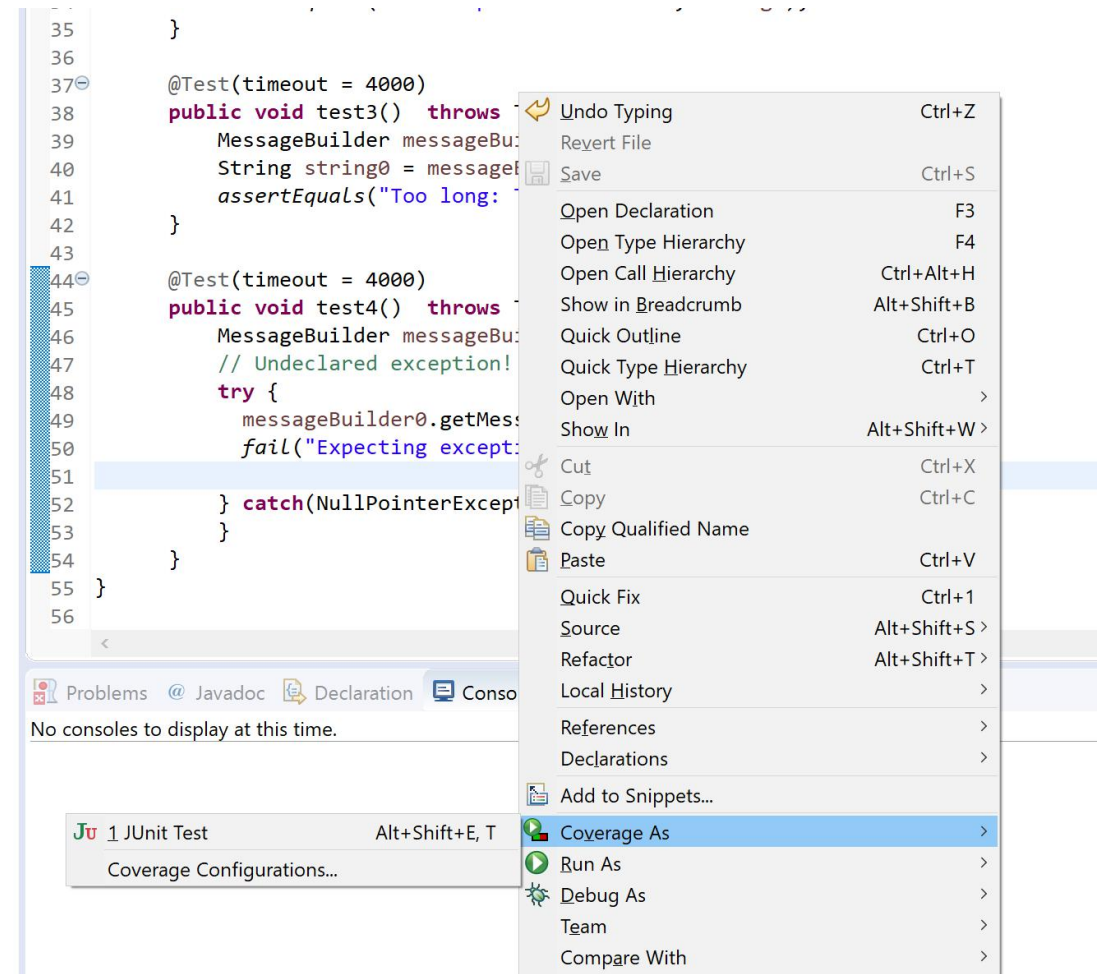 35 }
36
37 @Test(timeout = 4000)
38 public void test3() throws
39 MessageBuilder
40 String string0 =
41 assertEquals("Too long:
42 }
43
44 @Test(timeout = 4000)
45 public void test4() throws
46 MessageBuilder
47 // Undeclared exception!
48 try {
49 messageBuilder0.getMess
50 fail("Expecting excepti
51
52 } catch(NullPointerExcept
53 }
54 }
55 }
56
Problems @ Javadoc Declaration Conso
No consoles to display at this time.
Undo Typing Ctrl+Z
Revert File
Save Ctrl+S
Open Declaration F3
Open Type Hierarchy F4
Open Call Hierarchy Ctrl+Alt+H
Show in Breadcrumb Alt+Shift+B
Quick Outline Ctrl+O
Quick Type Hierarchy Ctrl+T
Open With >
Show In Alt+Shift+W >
Cut Ctrl+X
Copy Ctrl+C
Copy Qualified Name
Paste Ctrl+V
Quick Fix Ctrl+1
Source Alt+Shift+S >
Refactor Alt+Shift+T >
Local History >
References >
Declarations >
Add to Snippets...
Coverage As >
Run As >
Debug As >
Team >
Compare With >
JU 1 JUnit Test Alt+Shift+E, T
Coverage Configurations...